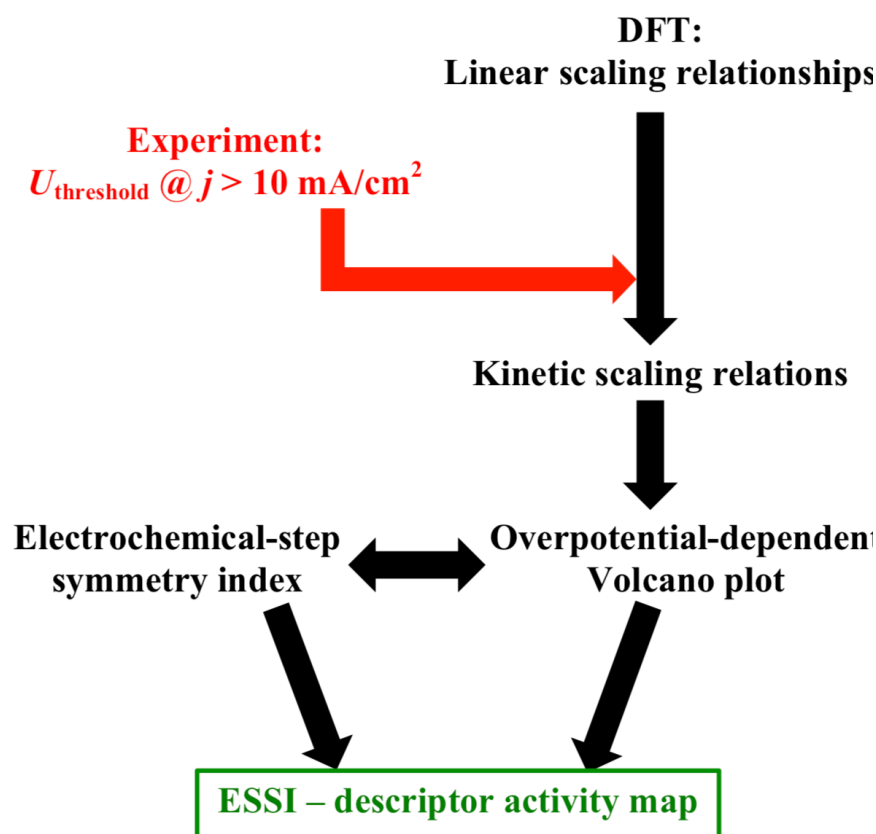 DFT:
Linear scaling relationships
Experiment:
U_threshold @ j > 10 mA/cm²
Kinetic scaling relations
Electrochemical-step
symmetry index
Overpotential-dependent
Volcano plot
ESSI – descriptor activity map